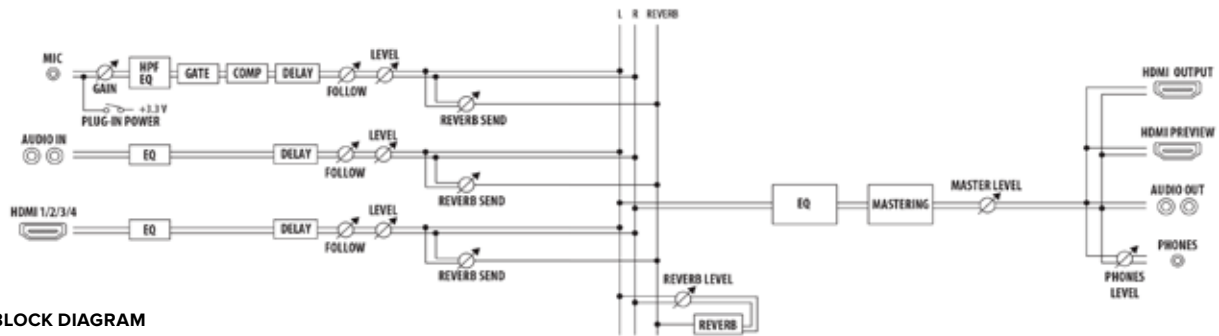 L R REVERB
MIC
GAIN
HPF
EQ
GATE
COMP
DELAY
FOLLOW
LEVEL
REVERB SEND
+3.3 V
PLUG-IN POWER
AUDIO IN
EQ
DELAY
FOLLOW
LEVEL
REVERB SEND
HDMI 1/2/3/4
EQ
DELAY
FOLLOW
LEVEL
REVERB SEND
REVERB LEVEL
REVERB
EQ
MASTERING
MASTER LEVEL
HDMI OUTPUT
HDMI PREVIEW
AUDIO OUT
PHONES
PHONES
LEVEL
BLOCK DIAGRAM